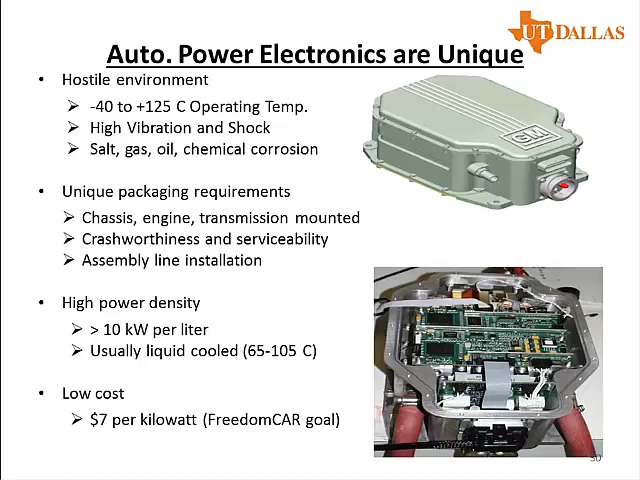 UT DALLAS
Auto. Power Electronics are Unique
• Hostile environment
➢ -40 to +125 C Operating Temp.
➢ High Vibration and Shock
➢ Salt, gas, oil, chemical corrosion
• Unique packaging requirements
➢ Chassis, engine, transmission mounted
➢ Crashworthiness and serviceability
➢ Assembly line installation
• High power density
➢ > 10 kW per liter
➢ Usually liquid cooled (65-105 C)
• Low cost
➢ $7 per kilowatt (FreedomCAR goal)